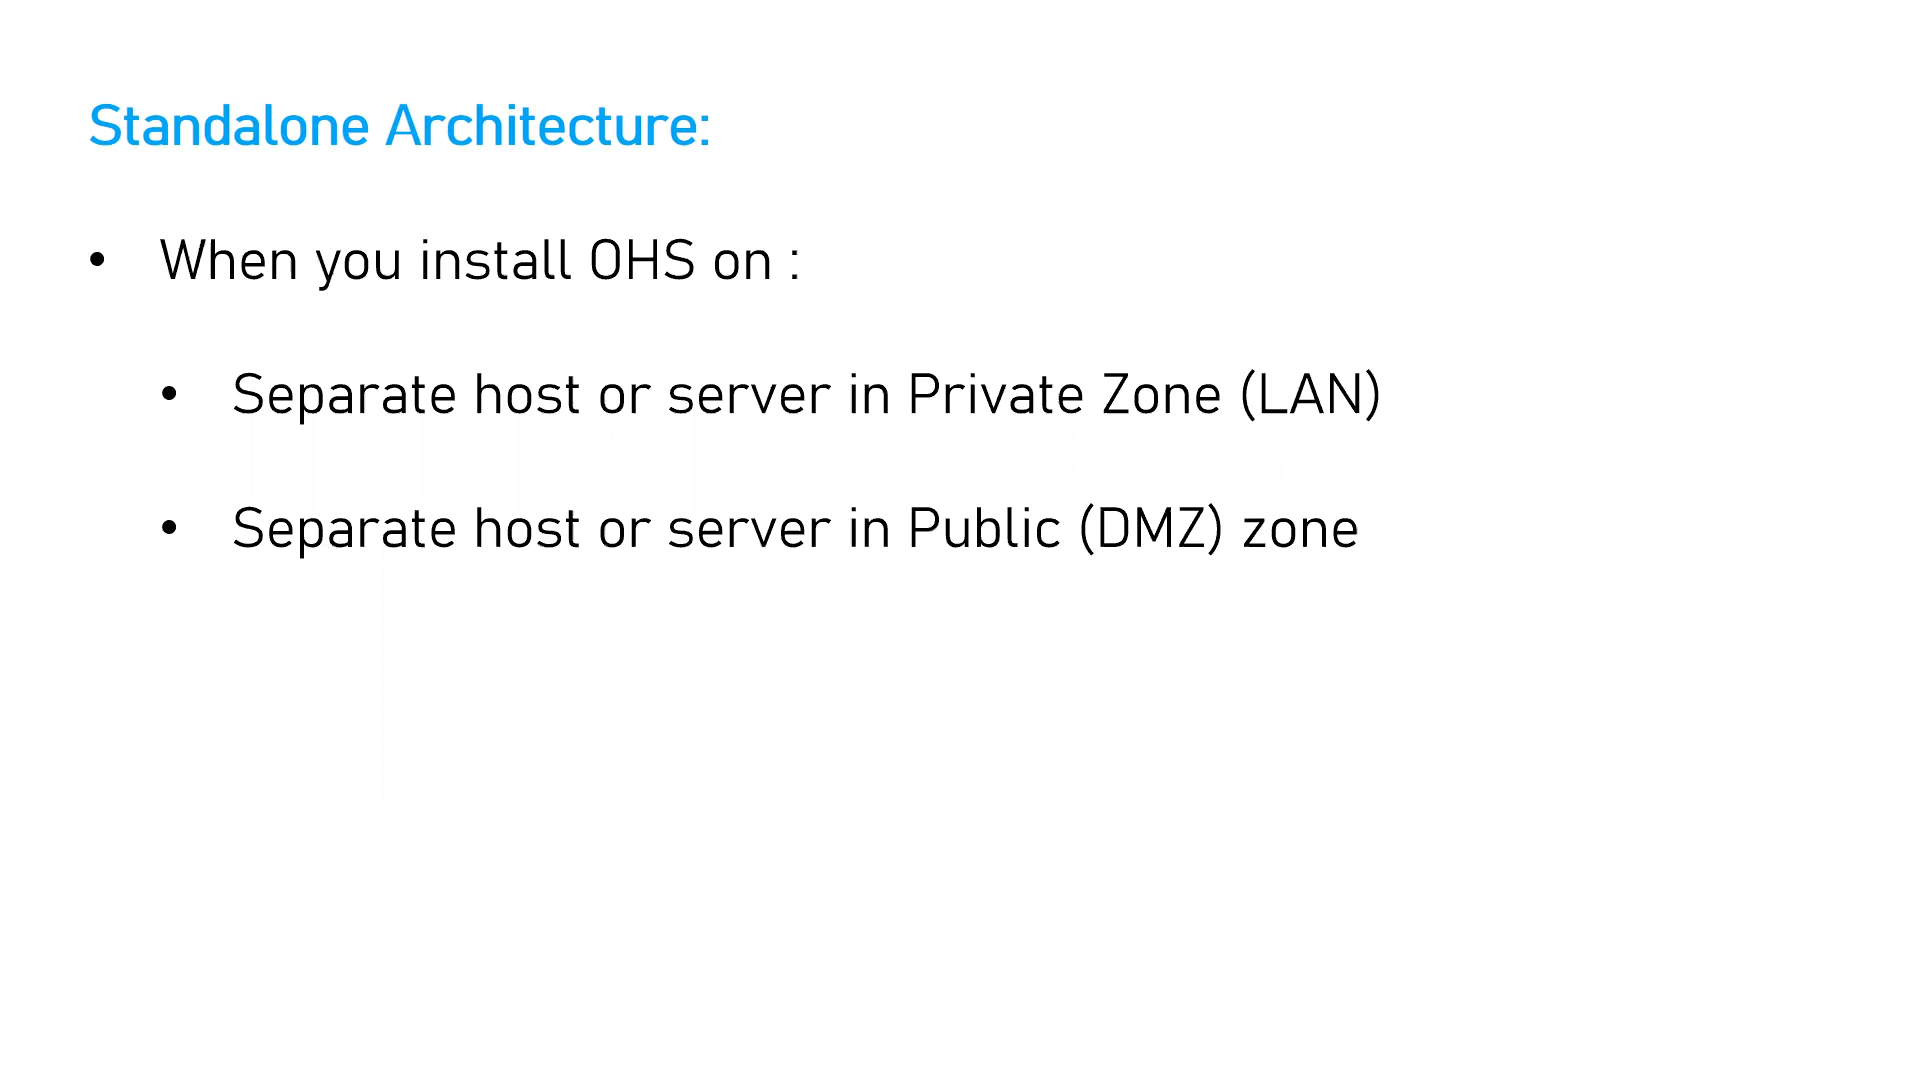 Standalone Architecture:
• When you install OHS on :
• Separate host or server in Private Zone (LAN)
• Separate host or server in Public (DMZ) zone